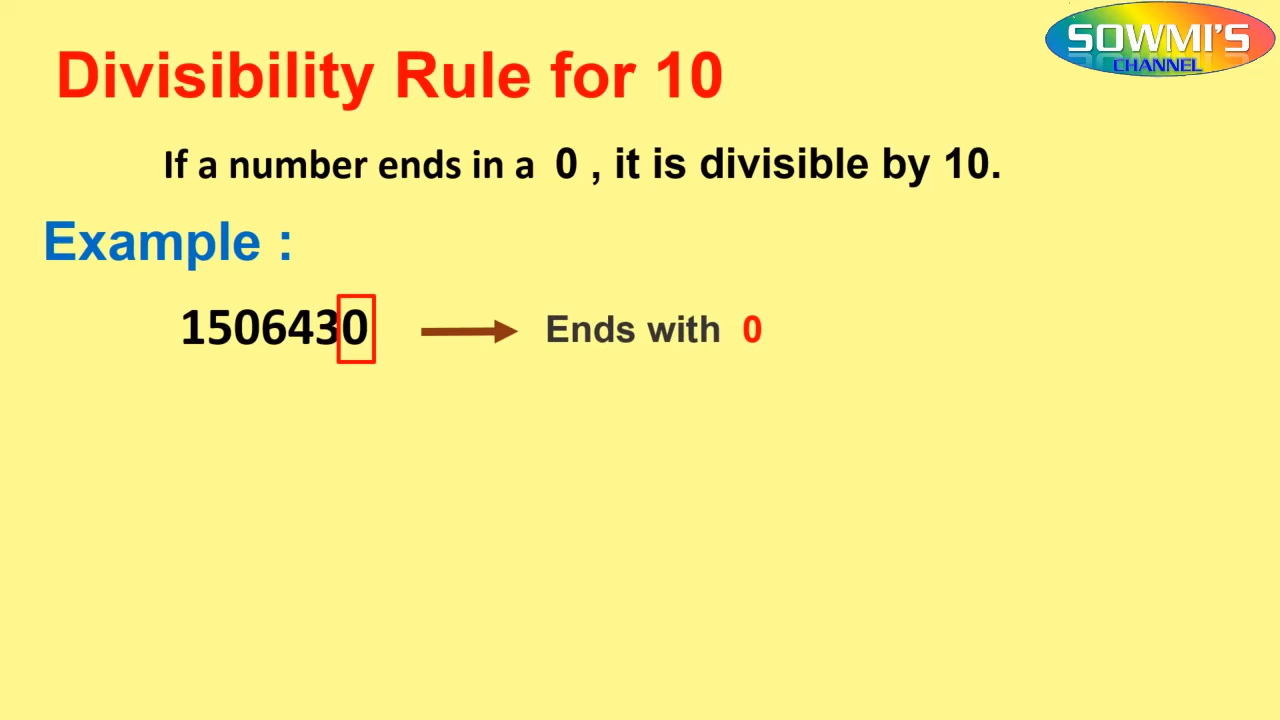 SOWMI'S
CHANNEL
Divisibility Rule for 10
If a number ends in a 0 , it is divisible by 10.
Example :
1506430 Ends with 0